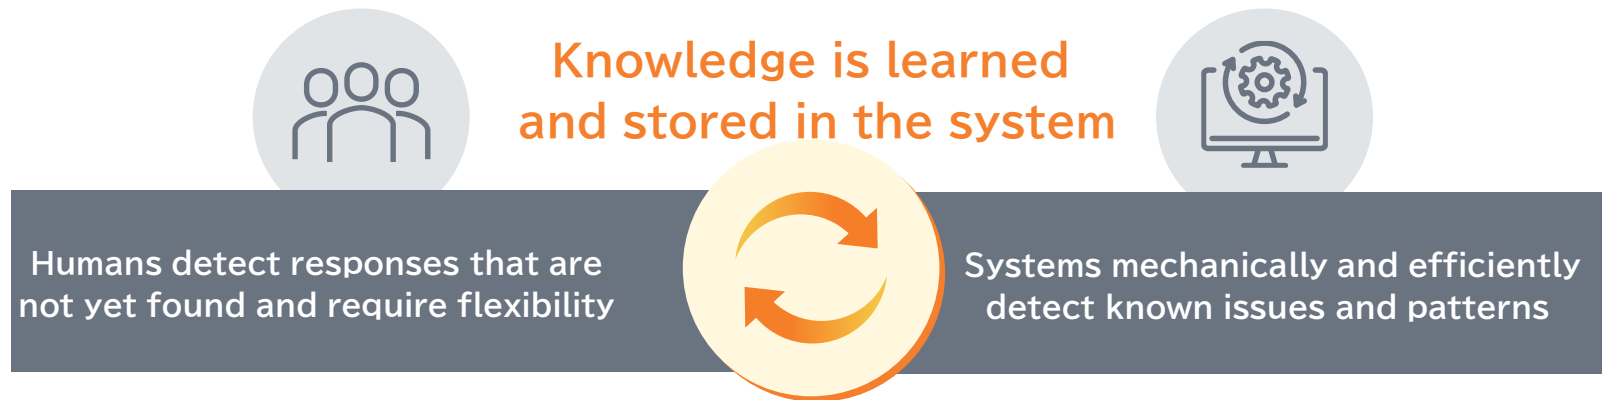 Knowledge is learned
and stored in the system
Humans detect responses that are
not yet found and require flexibility
Systems mechanically and efficiently
detect known issues and patterns